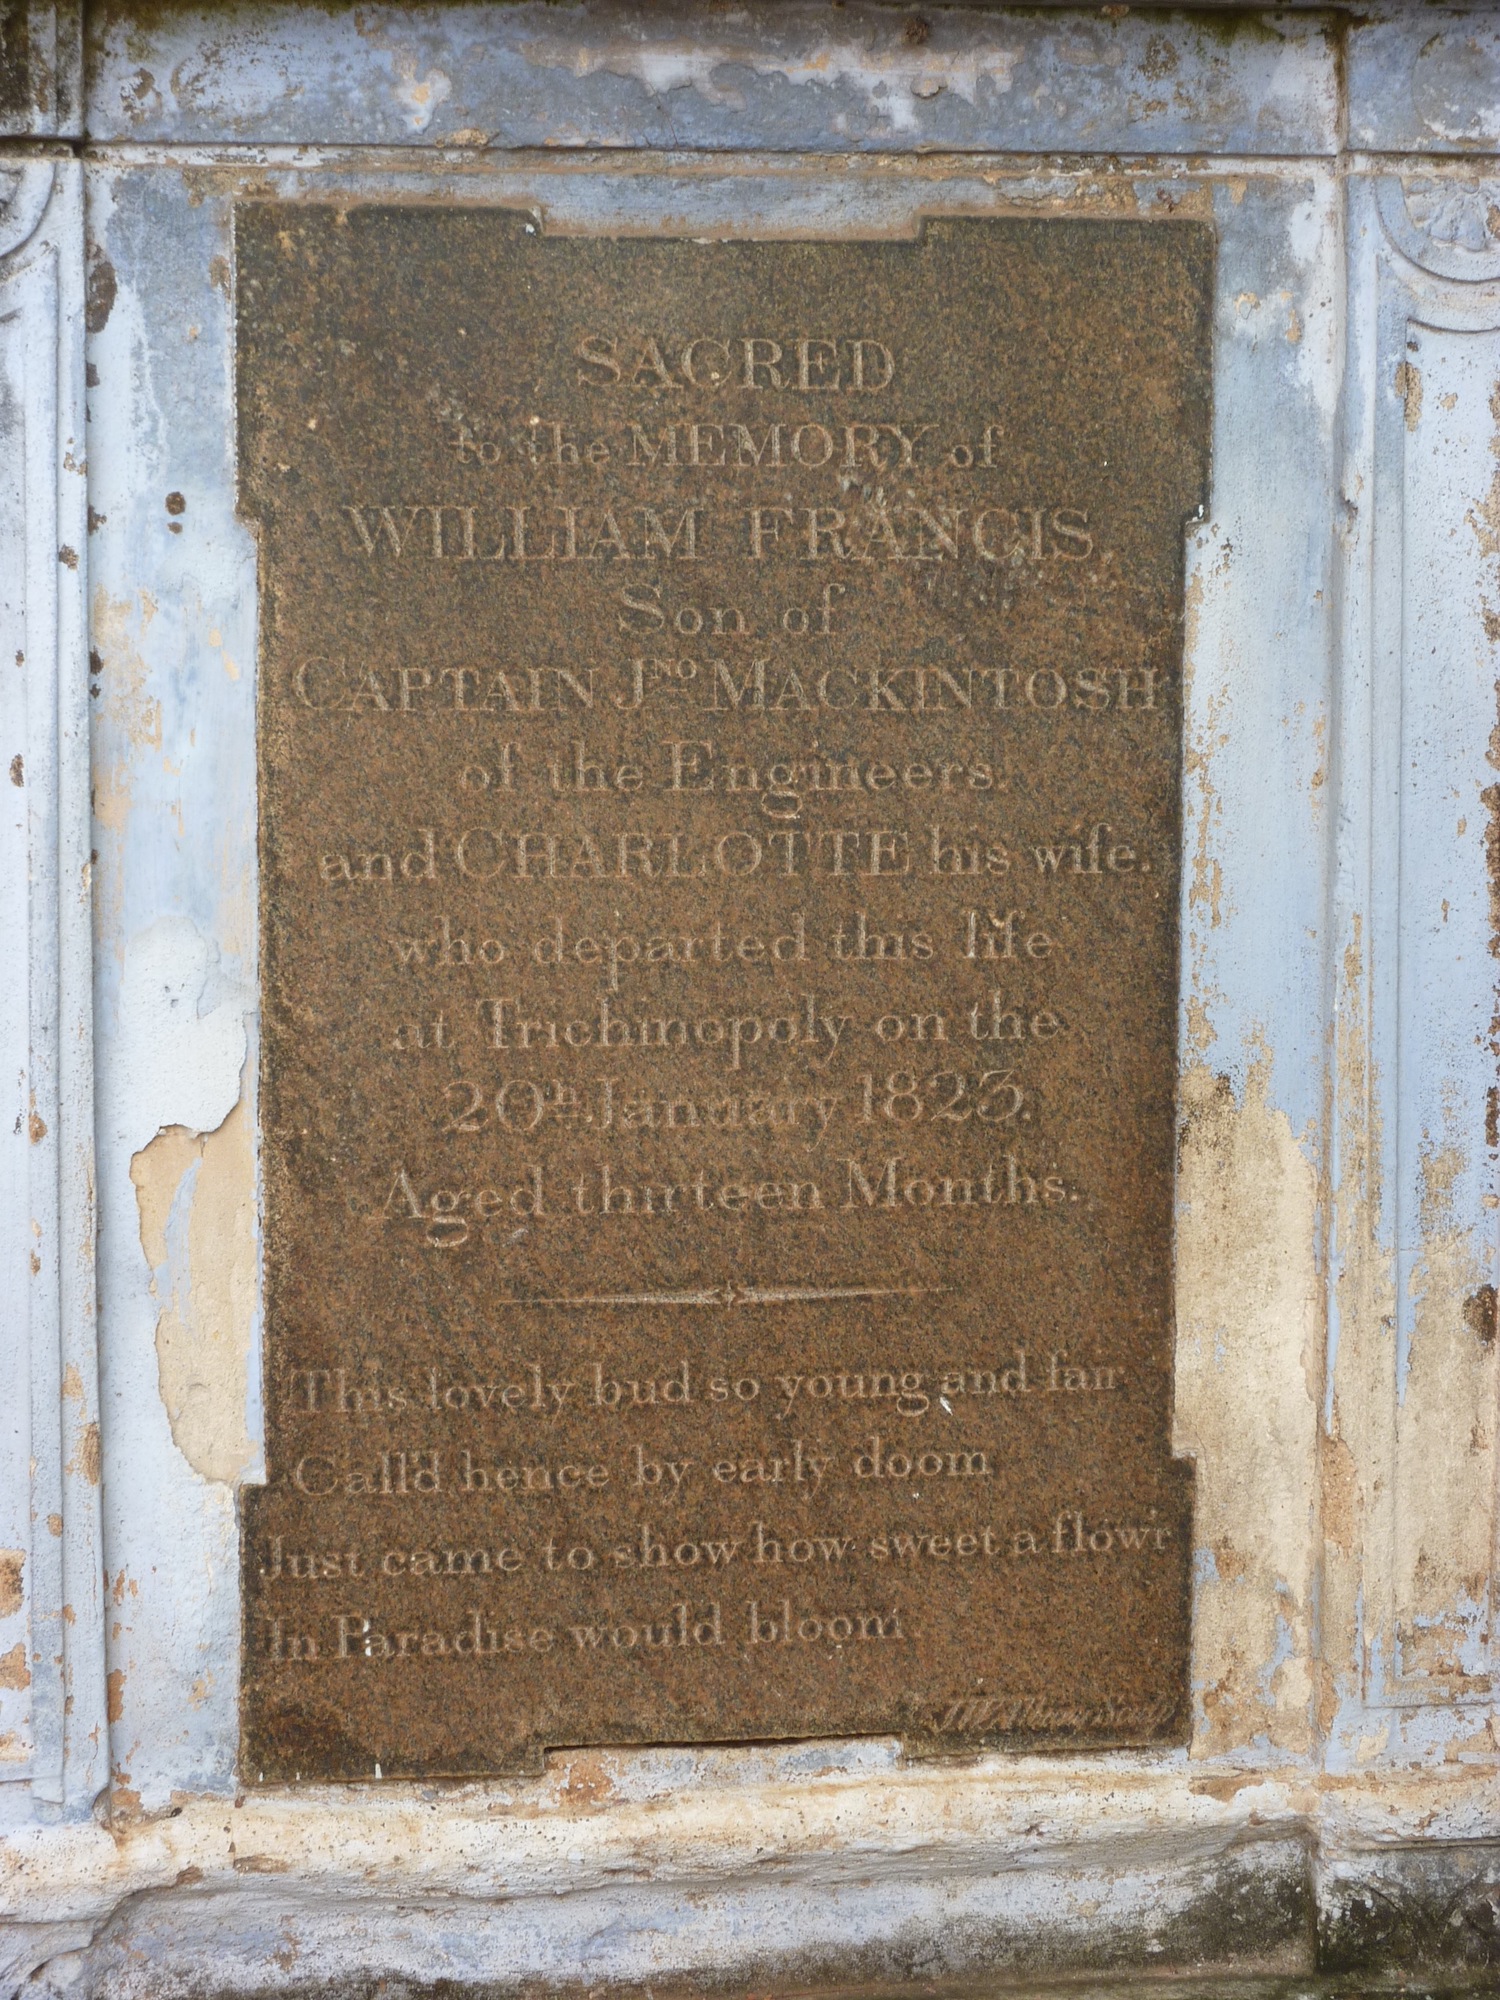 SACRED
to the MEMORY of
WILLIAM FRANCIS
Son of
CAPTAIN JNO MACKINTOSH
of the Engineers.
and CHARLOTTE his wife.
who departed this life
at Trichinopoly on the
20th January 1823.
Aged thirteen Months.
This lovely bud so young and fair
Call'd hence by early doom
Just came to show how sweet a flow'r
In Paradise would bloom.
Sculp